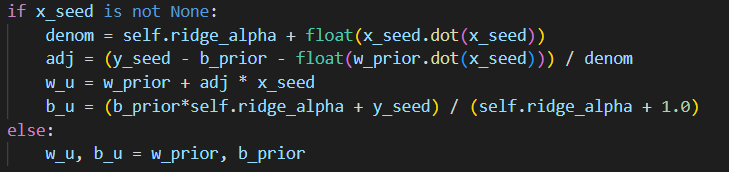 if x_seed is not None:
    denom = self.ridge_alpha + float(x_seed.dot(x_seed))
    adj = (y_seed - b_prior - float(w_prior.dot(x_seed))) / denom
    w_u = w_prior + adj * x_seed
    b_u = (b_prior*self.ridge_alpha + y_seed) / (self.ridge_alpha + 1.0)
else:
    w_u, b_u = w_prior, b_prior